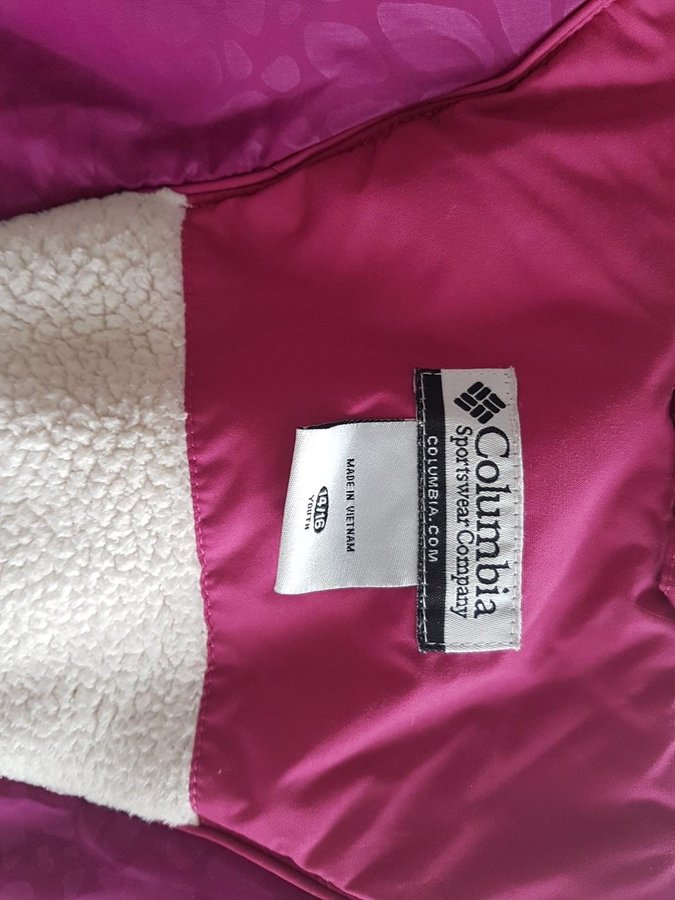 Columbia
Sportswear Company
COLUMBIA.COM
MADE IN VIETNAM
14/16
YOUTH